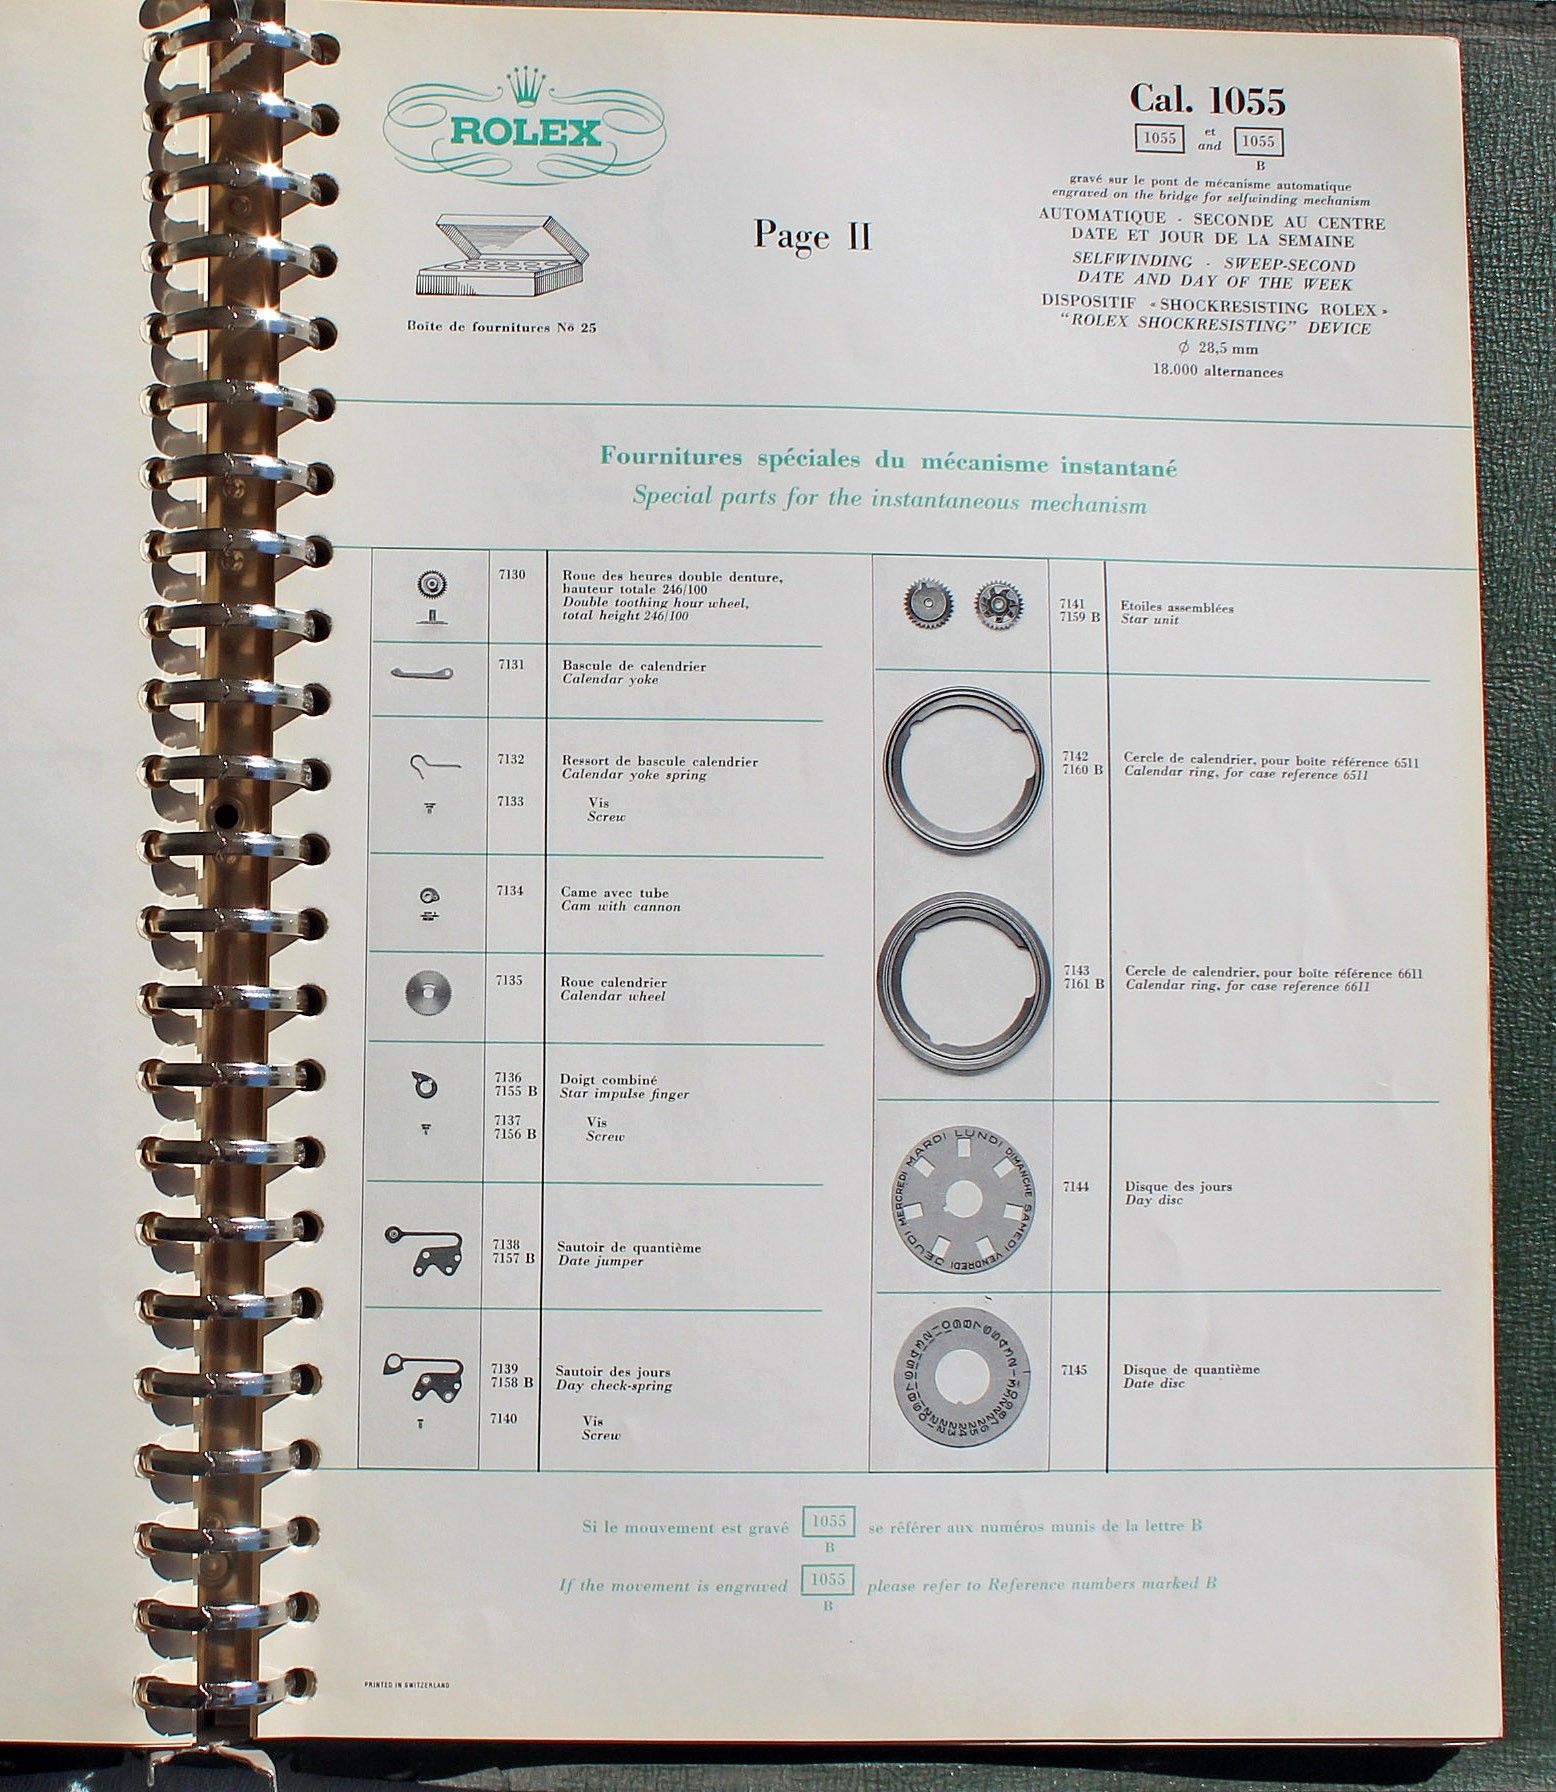 ROLEX
Boîte de fournitures No 25
Page II
Cal. 1055
1055 et and 1055
B
gravé sur le pont de mécanisme automatique
engraved on the bridge for selfwinding mechanism
AUTOMATIQUE - SECONDE AU CENTRE
DATE ET JOUR DE LA SEMAINE
SELFWINDING - SWEEP-SECOND
DATE AND DAY OF THE WEEK
DISPOSITIF « SHOCKRESISTING ROLEX »
“ROLEX SHOCKRESISTING” DEVICE
⌀ 28,5 mm
18.000 alternances
Fournitures spéciales du mécanisme instantané
Special parts for the instantaneous mechanism
7130 Roue des heures double denture,
hauteur totale 246/100
Double toothing hour wheel,
total height 246/100
7131 Bascule de calendrier
Calendar yoke
7132 Ressort de bascule calendrier
Calendar yoke spring
7133 Vis
Screw
7134 Came avec tube
Cam with cannon
7135 Roue calendrier
Calendar wheel
7136 Doigt combiné
7155 B Star impulse finger
7137 Vis
7156 B Screw
7138 Sautoir de quantième
7157 B Date jumper
7139 Sautoir des jours
7158 B Day check-spring
7140 Vis
Screw
7141 Etoiles assemblées
7159 B Star unit
7142 Cercle de calendrier, pour boîte référence 6511
7160 B Calendar ring, for case reference 6511
7143 Cercle de calendrier, pour boîte référence 6611
7161 B Calendar ring, for case reference 6611
LUNDI DIMANCHE SAMEDI VENDREDI JEUDI MERCREDI MARDI
7144 Disque des jours
Day disc
7145 Disque de quantième
Date disc
Si le mouvement est gravé 1055 se référer aux numéros munis de la lettre B
B
If the movement is engraved 1055 please refer to Reference numbers marked B
B
PRINTED IN SWITZERLAND